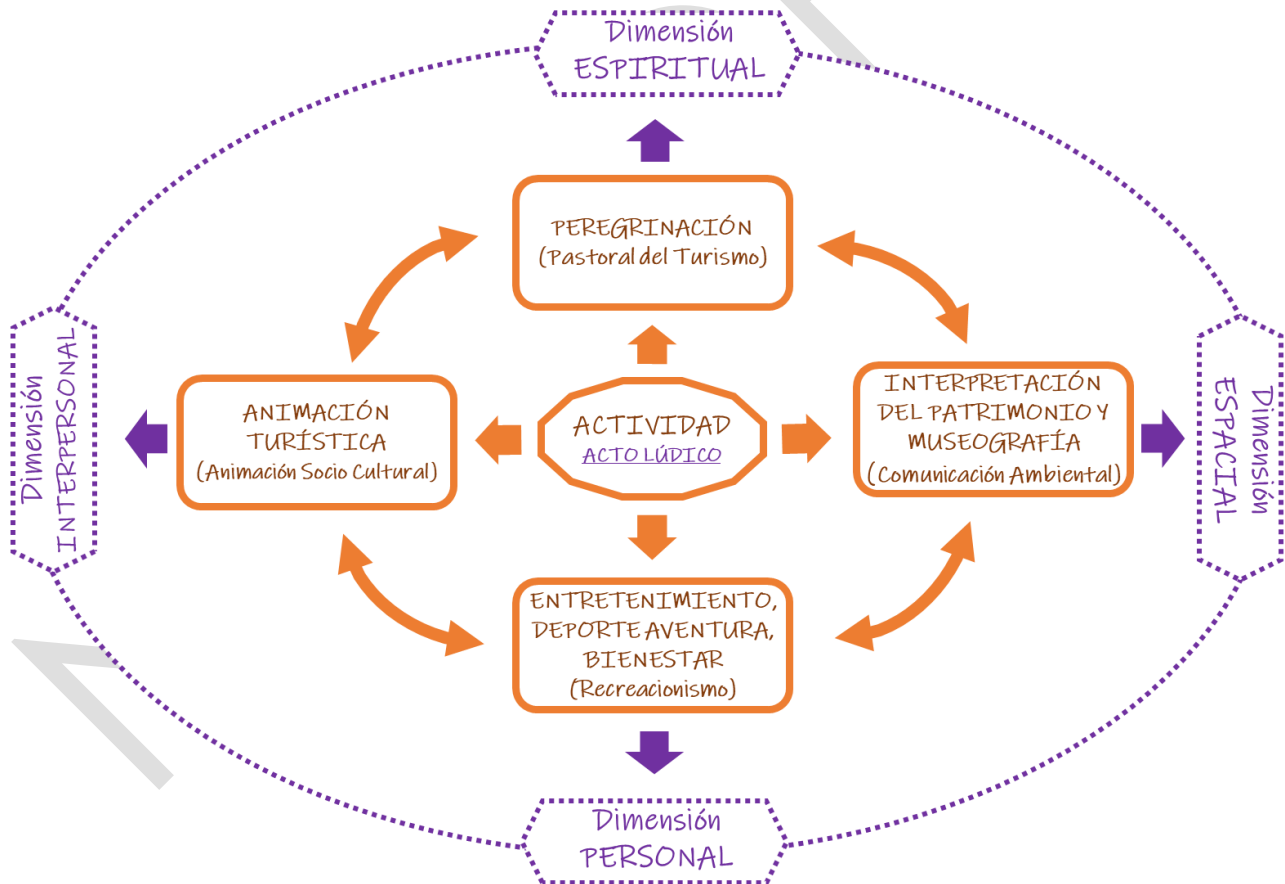 Dimensión
ESPIRITUAL
PEREGRINACIÓN
(Pastoral del Turismo)
Dimensión
INTERPERSONAL
ANIMACIÓN
TURÍSTICA
(Animación Socio Cultural)
ACTIVIDAD
ACTO LÚDICO
INTERPRETACIÓN
DEL PATRIMONIO Y
MUSEOGRAFÍA
(Comunicación Ambiental)
Dimensión
ESPACIAL
ENTRETENIMIENTO,
DEPORTE AVENTURA,
BIENESTAR
(Recreacionismo)
Dimensión
PERSONAL